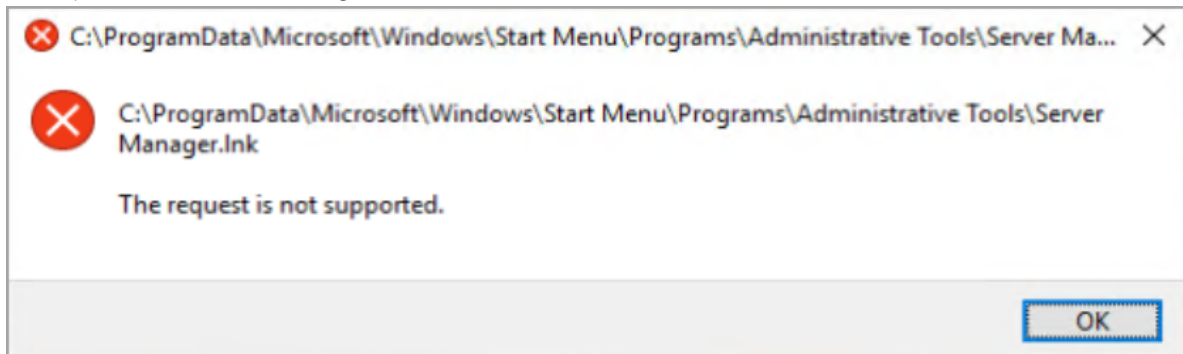 C:\ProgramData\Microsoft\Windows\Start Menu\Programs\Administrative Tools\Server Ma...
C:\ProgramData\Microsoft\Windows\Start Menu\Programs\Administrative Tools\Server
Manager.lnk
The request is not supported.
OK